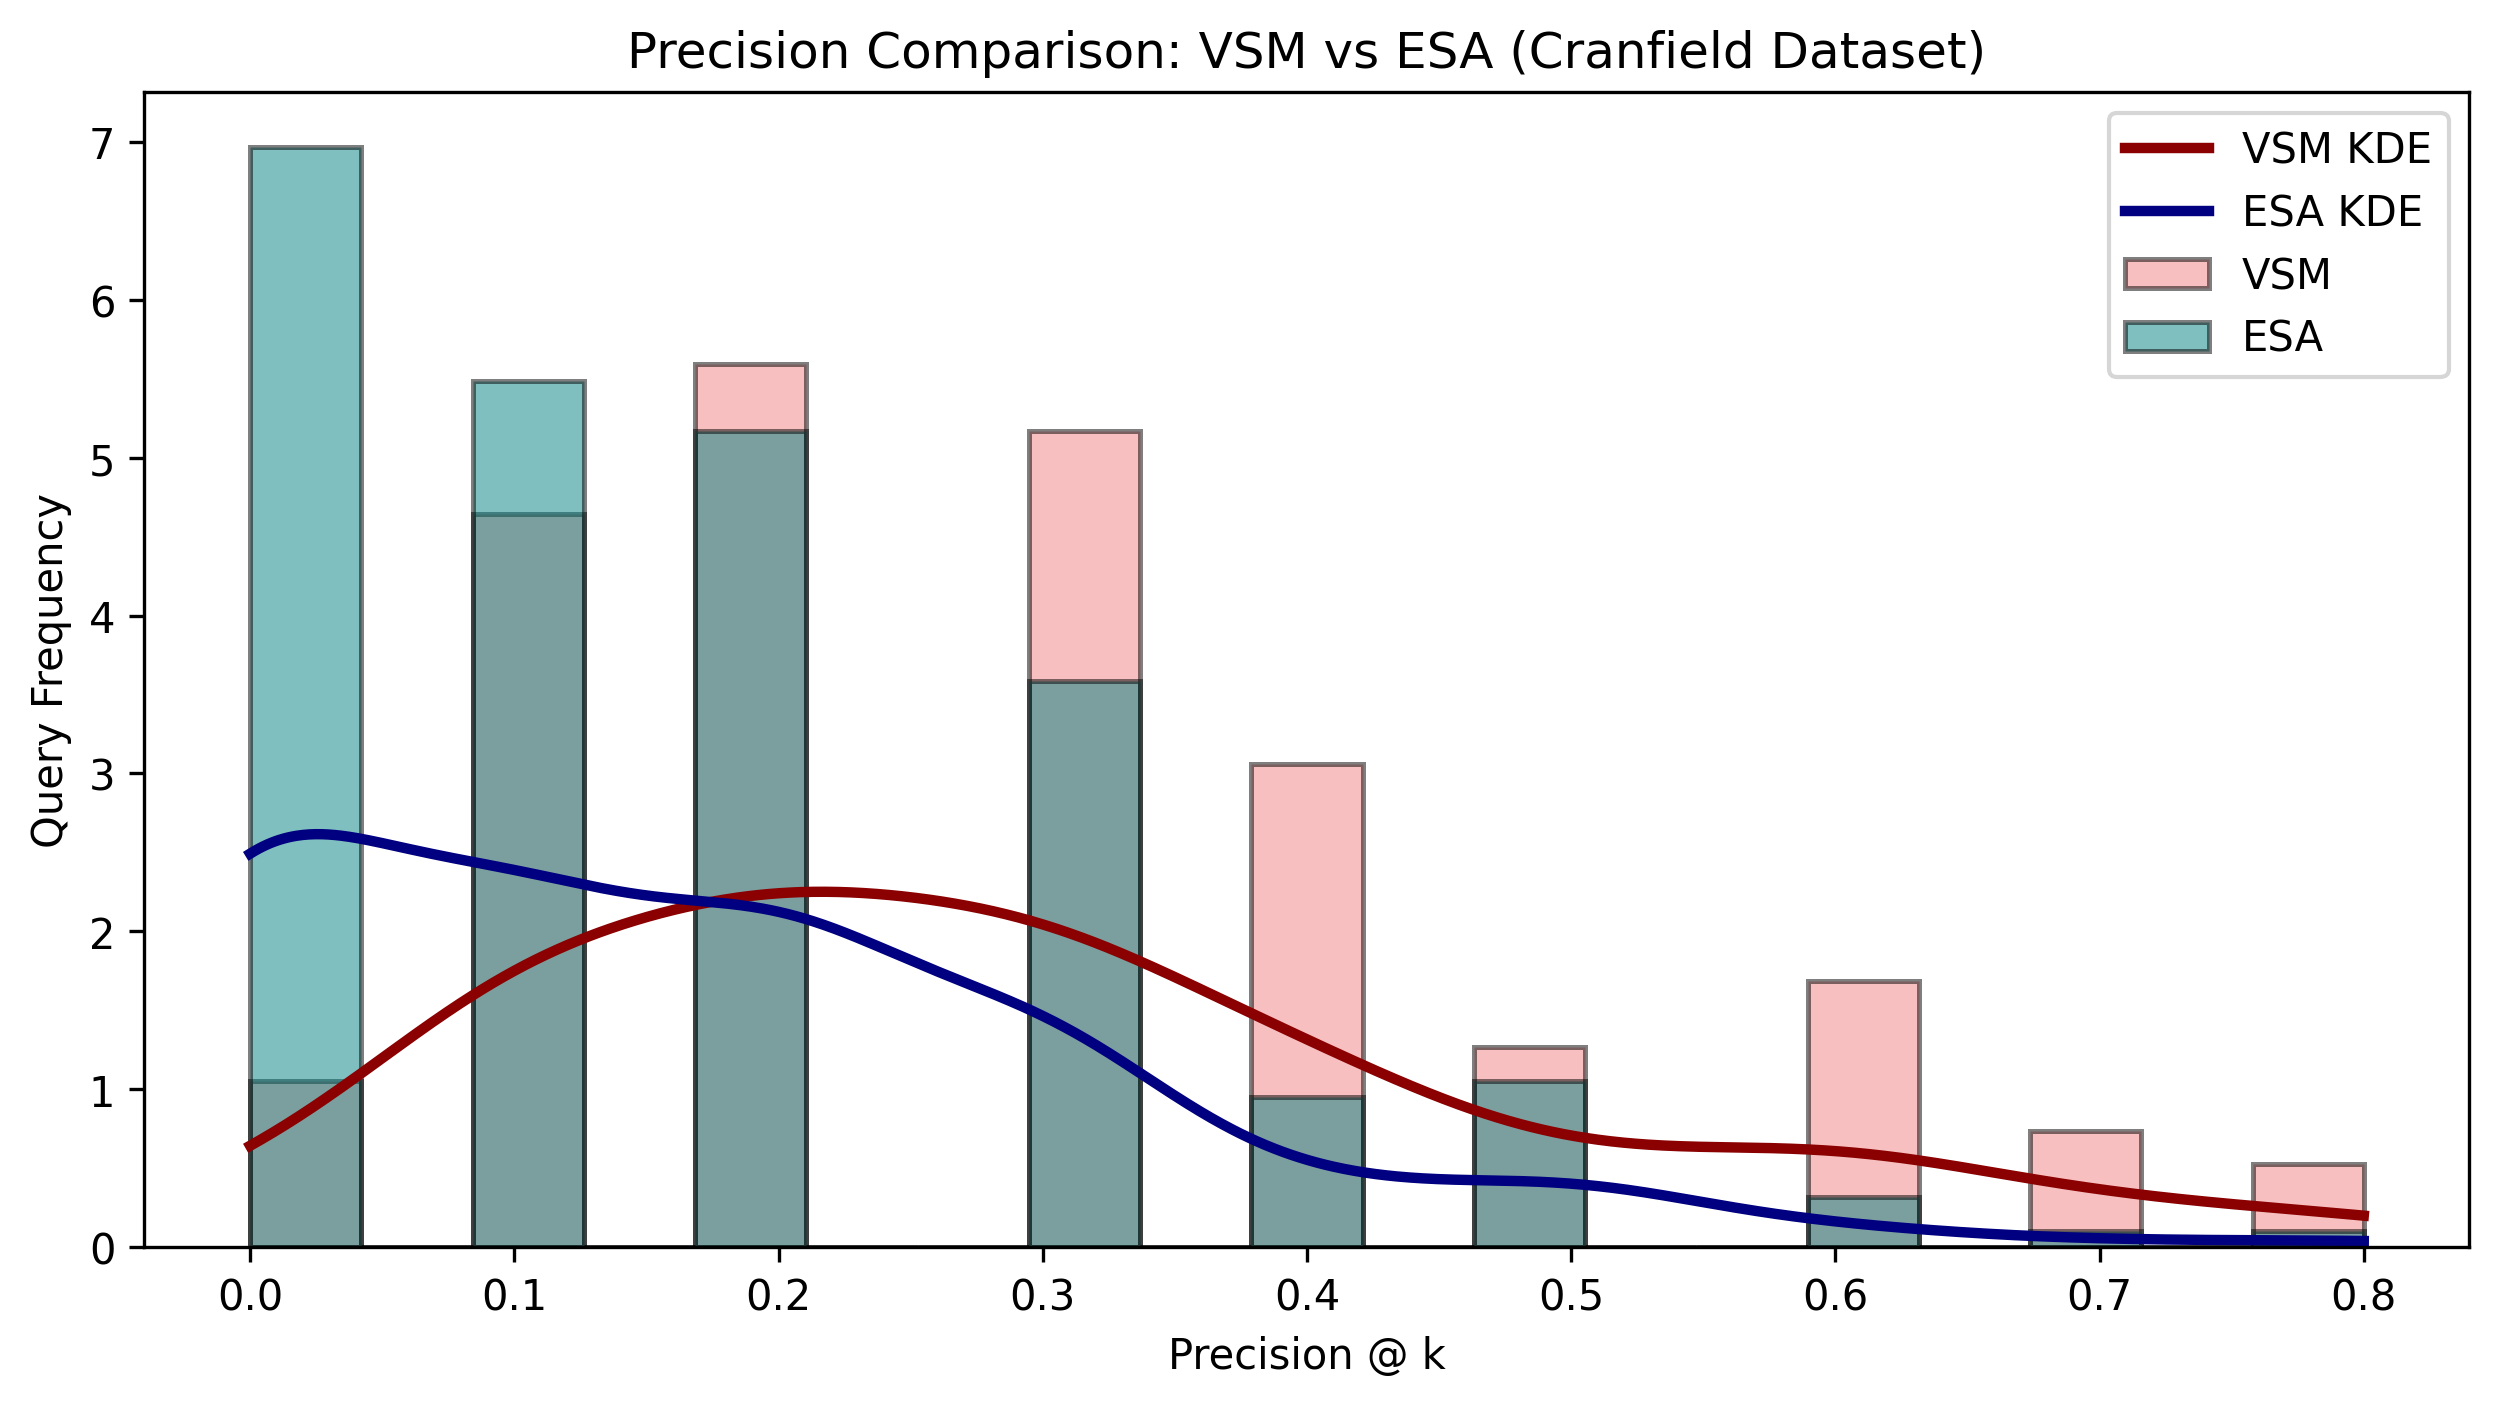 Precision Comparison: VSM vs ESA (Cranfield Dataset)
VSM KDE
ESA KDE
VSM
ESA
Query Frequency
7
6
5
4
3
2
1
0
0.0 0.1 0.2 0.3 0.4 0.5 0.6 0.7 0.8
Precision @ k